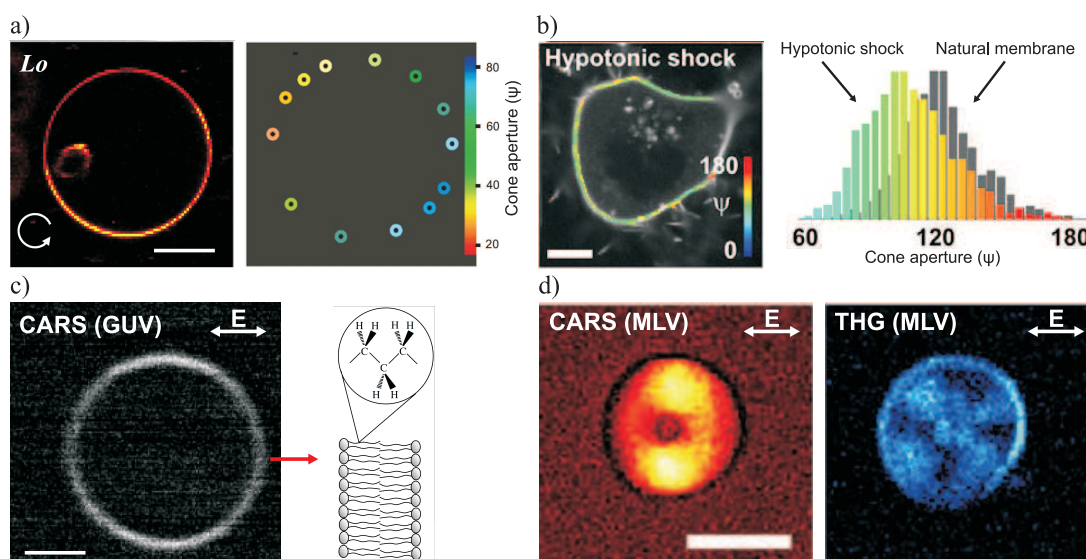 a)
Lo
80
60
40
20
Cone aperture (ψ)
b)
Hypotonic shock
180
ψ
0
Hypotonic shock
Natural membrane
60
120
180
Cone aperture (ψ)
c)
CARS (GUV)
E
H H H H
C C
C
H H
d)
CARS (MLV)
E
THG (MLV)
E